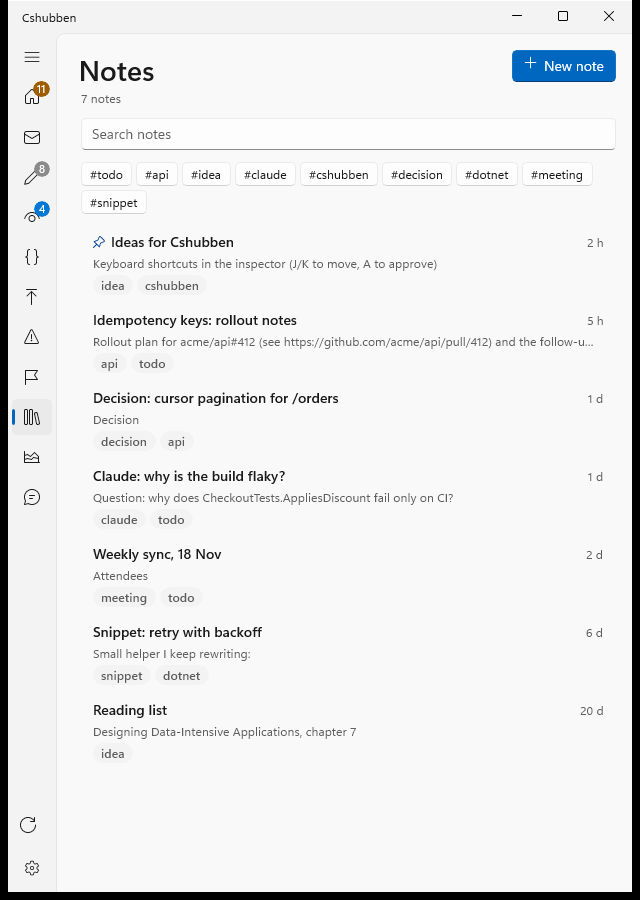 Cshubben
11
8
4
Notes
New note
7 notes
Search notes
#todo #api #idea #claude #cshubben #decision #dotnet #meeting
#snippet
Ideas for Cshubben 2 h
Keyboard shortcuts in the inspector (J/K to move, A to approve)
idea cshubben
Idempotency keys: rollout notes 5 h
Rollout plan for acme/api#412 (see https://github.com/acme/api/pull/412) and the follow-u...
api todo
Decision: cursor pagination for /orders 1 d
Decision
decision api
Claude: why is the build flaky? 1 d
Question: why does CheckoutTests.AppliesDiscount fail only on CI?
claude todo
Weekly sync, 18 Nov 2 d
Attendees
meeting todo
Snippet: retry with backoff 6 d
Small helper I keep rewriting:
snippet dotnet
Reading list 20 d
Designing Data-Intensive Applications, chapter 7
idea